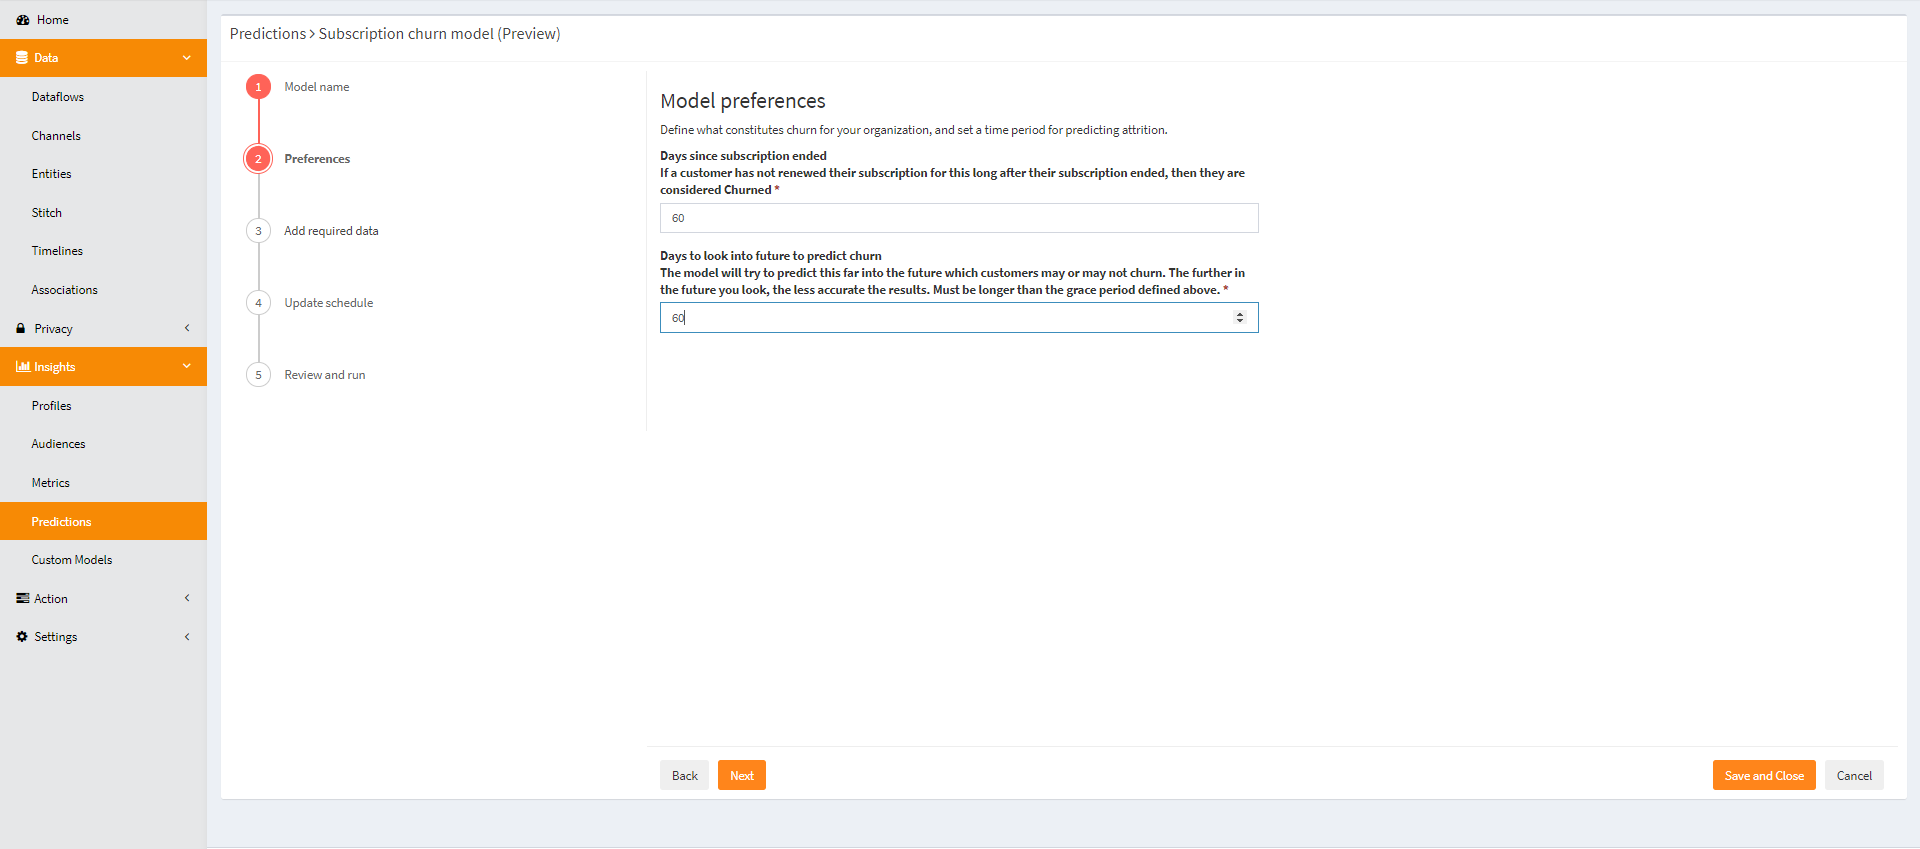 Home
Data
Dataflows
Channels
Entities
Stitch
Timelines
Associations
Privacy
Insights
Profiles
Audiences
Metrics
Predictions
Custom Models
Action
Settings
Predictions > Subscription churn model (Preview)
1 Model name
2 Preferences
3 Add required data
4 Update schedule
5 Review and run
Model preferences
Define what constitutes churn for your organization, and set a time period for predicting attrition.
Days since subscription ended
If a customer has not renewed their subscription for this long after their subscription ended, then they are
considered Churned *
60
Days to look into future to predict churn
The model will try to predict this far into the future which customers may or may not churn. The further in
the future you look, the less accurate the results. Must be longer than the grace period defined above. *
60
Back Next Save and Close Cancel